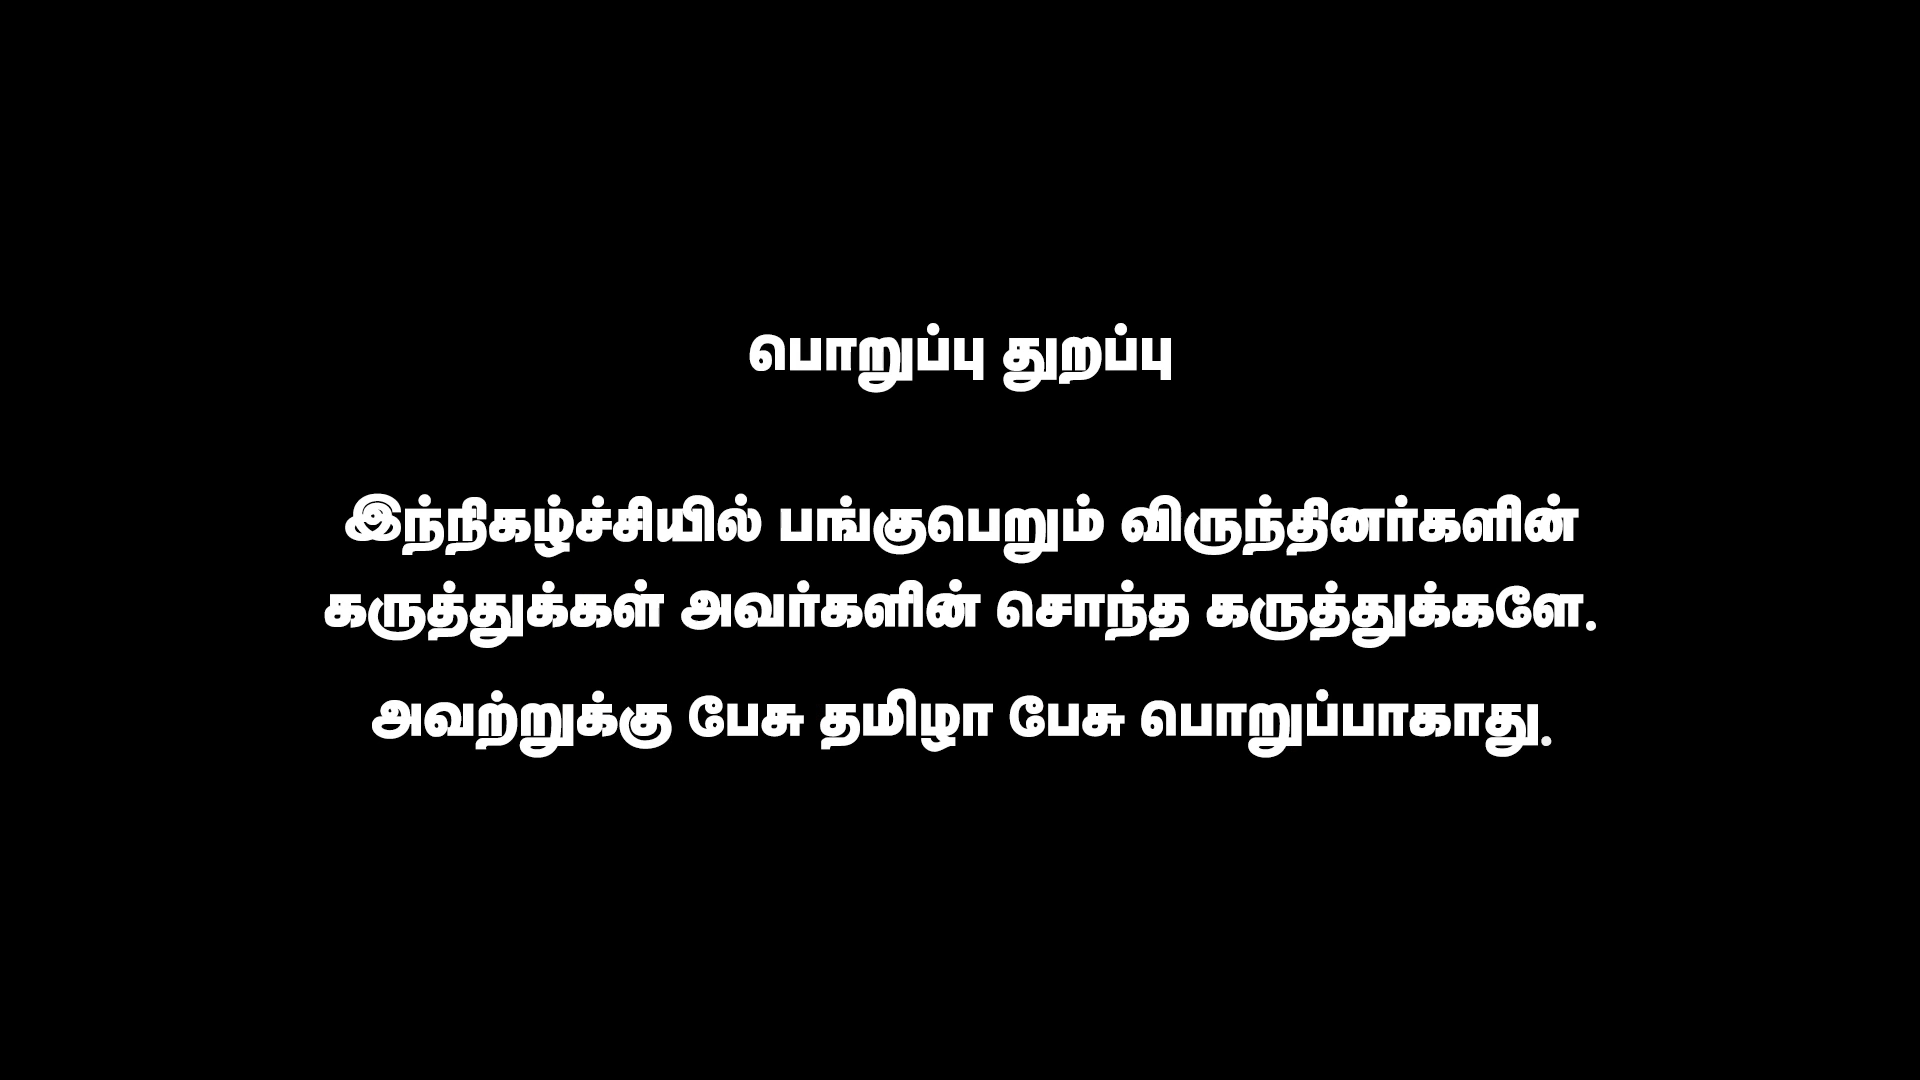 பொறுப்பு துறப்பு
இந்நிகழ்ச்சியில் பங்குபெறும் விருந்தினர்களின்
கருத்துக்கள் அவர்களின் சொந்த கருத்துக்களே.
அவற்றுக்கு பேசு தமிழா பேசு பொறுப்பாகாது.